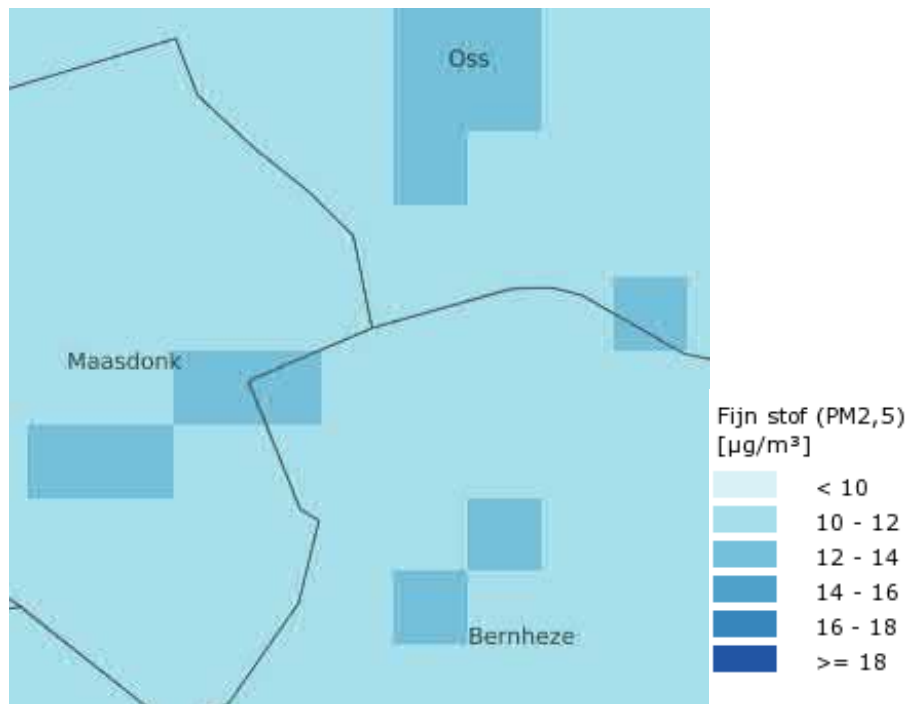 Oss
Maasdonk
Bernheze
Fijn stof (PM2,5)
[µg/m³]
< 10
10 - 12
12 - 14
14 - 16
16 - 18
>= 18